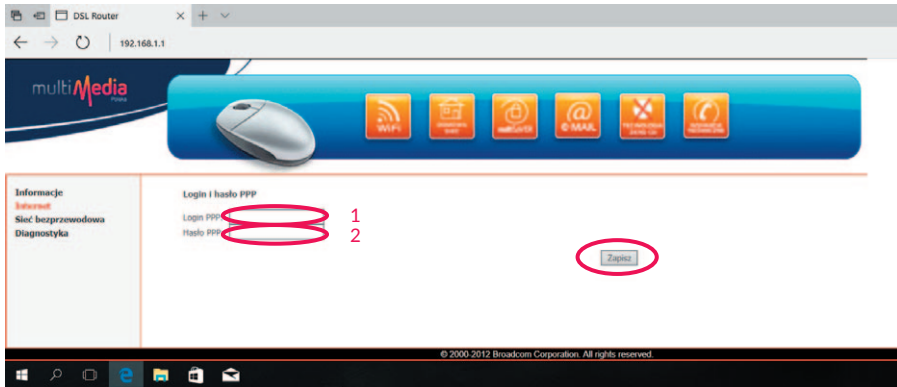 DSL Router
192.168.1.1
multiMedia
POLSKA
WiFi
E-MAIL
Informacje
Internet
Sieć bezprzewodowa
Diagnostyka
Login i hasło PPP
Login PPP:
1
Hasło PPP:
2
Zapisz
© 2000-2012 Broadcom Corporation. All rights reserved.